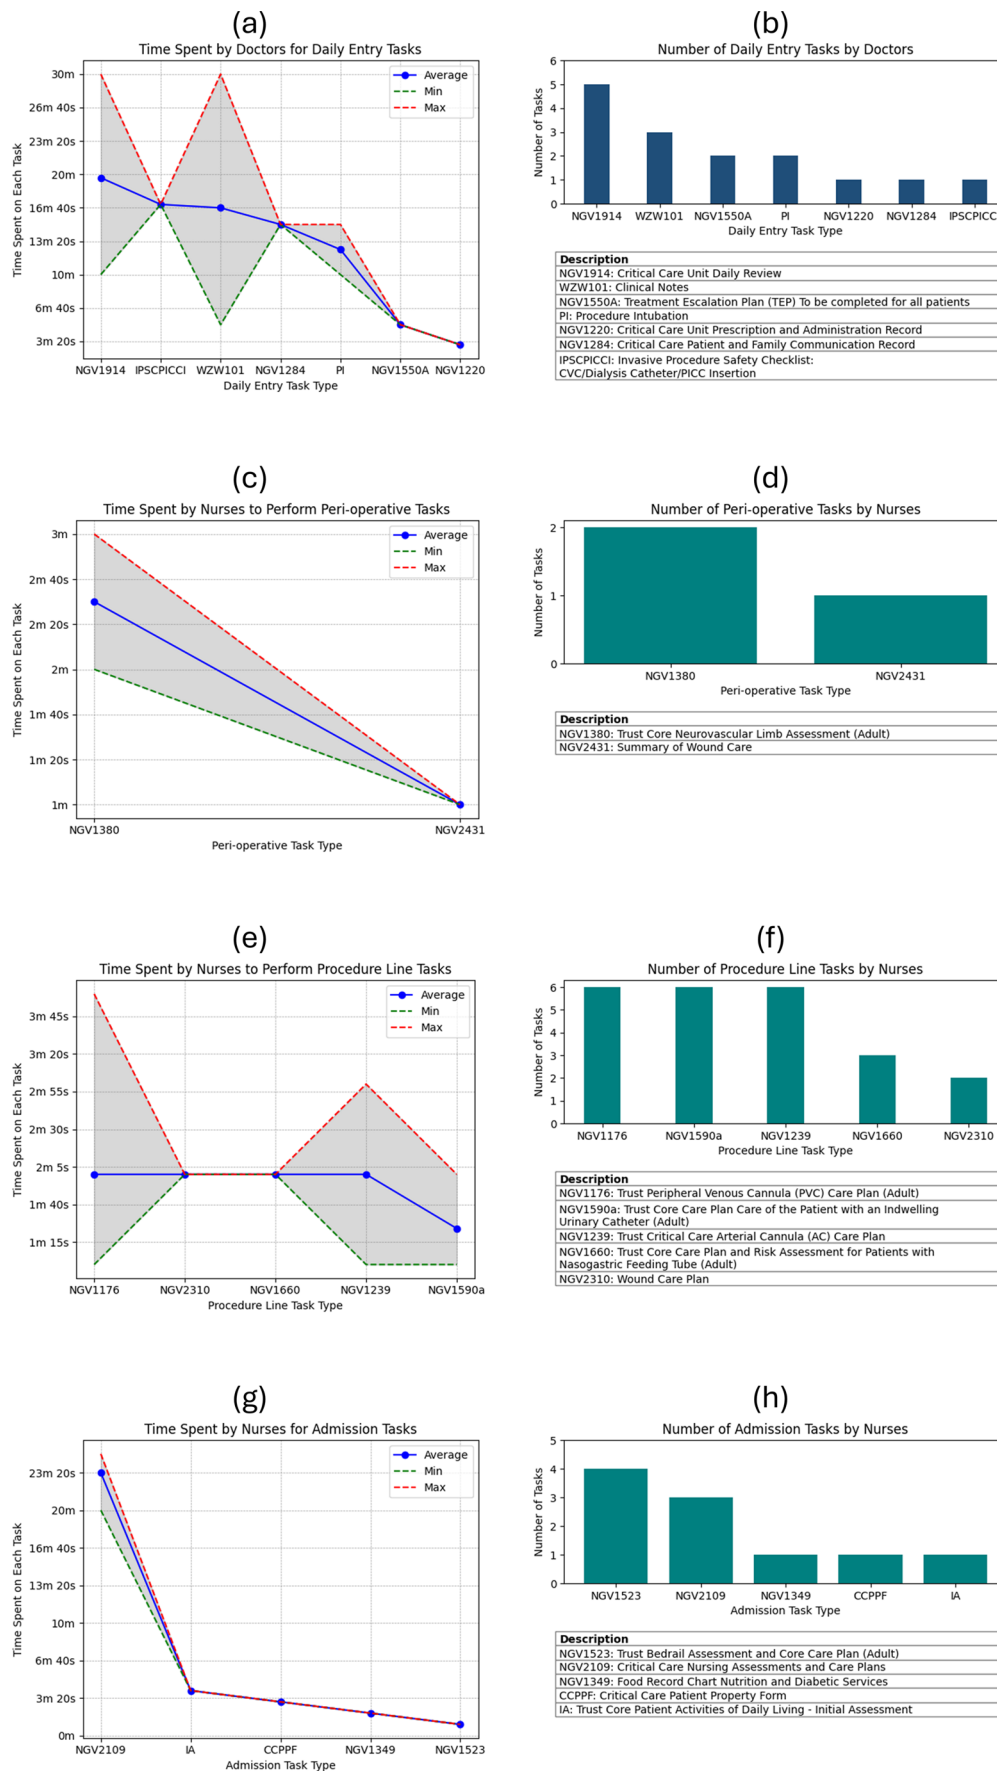 (a)
Time Spent by Doctors for Daily Entry Tasks
Time Spent on Each Task
30m
26m 40s
23m 20s
20m
16m 40s
13m 20s
10m
6m 40s
3m 20s
Average
Min
Max
NGV1914 IPSCPICCI WZW101 NGV1284 PI NGV1550A NGV1220
Daily Entry Task Type
(b)
Number of Daily Entry Tasks by Doctors
Number of Tasks
6
5
4
3
2
1
0
NGV1914 WZW101 NGV1550A PI NGV1220 NGV1284 IPSCPICCI
Daily Entry Task Type
Description
NGV1914: Critical Care Unit Daily Review
WZW101: Clinical Notes
NGV1550A: Treatment Escalation Plan (TEP) To be completed for all patients
PI: Procedure Intubation
NGV1220: Critical Care Unit Prescription and Administration Record
NGV1284: Critical Care Patient and Family Communication Record
IPSCPICCI: Invasive Procedure Safety Checklist:
CVC/Dialysis Catheter/PICC Insertion
(c)
Time Spent by Nurses to Perform Peri-operative Tasks
Time Spent on Each Task
3m
2m 40s
2m 20s
2m
1m 40s
1m 20s
1m
Average
Min
Max
NGV1380 NGV2431
Peri-operative Task Type
(d)
Number of Peri-operative Tasks by Nurses
Number of Tasks
2
1
0
NGV1380 NGV2431
Peri-operative Task Type
Description
NGV1380: Trust Core Neurovascular Limb Assessment (Adult)
NGV2431: Summary of Wound Care
(e)
Time Spent by Nurses to Perform Procedure Line Tasks
Time Spent on Each Task
3m 45s
3m 20s
2m 55s
2m 30s
2m 5s
1m 40s
1m 15s
Average
Min
Max
NGV1176 NGV2310 NGV1660 NGV1239 NGV1590a
Procedure Line Task Type
(f)
Number of Procedure Line Tasks by Nurses
Number of Tasks
6
5
4
3
2
1
0
NGV1176 NGV1590a NGV1239 NGV1660 NGV2310
Procedure Line Task Type
Description
NGV1176: Trust Peripheral Venous Cannula (PVC) Care Plan (Adult)
NGV1590a: Trust Core Care Plan Care of the Patient with an Indwelling
Urinary Catheter (Adult)
NGV1239: Trust Critical Care Arterial Cannula (AC) Care Plan
NGV1660: Trust Core Care Plan and Risk Assessment for Patients with
Nasogastric Feeding Tube (Adult)
NGV2310: Wound Care Plan
(g)
Time Spent by Nurses for Admission Tasks
Time Spent on Each Task
23m 20s
20m
16m 40s
13m 20s
10m
6m 40s
3m 20s
0m
Average
Min
Max
NGV2109 IA CCPPF NGV1349 NGV1523
Admission Task Type
(h)
Number of Admission Tasks by Nurses
Number of Tasks
5
4
3
2
1
0
NGV1523 NGV2109 NGV1349 CCPPF IA
Admission Task Type
Description
NGV1523: Trust Bedrail Assessment and Core Care Plan (Adult)
NGV2109: Critical Care Nursing Assessments and Care Plans
NGV1349: Food Record Chart Nutrition and Diabetic Services
CCPPF: Critical Care Patient Property Form
IA: Trust Core Patient Activities of Daily Living - Initial Assessment